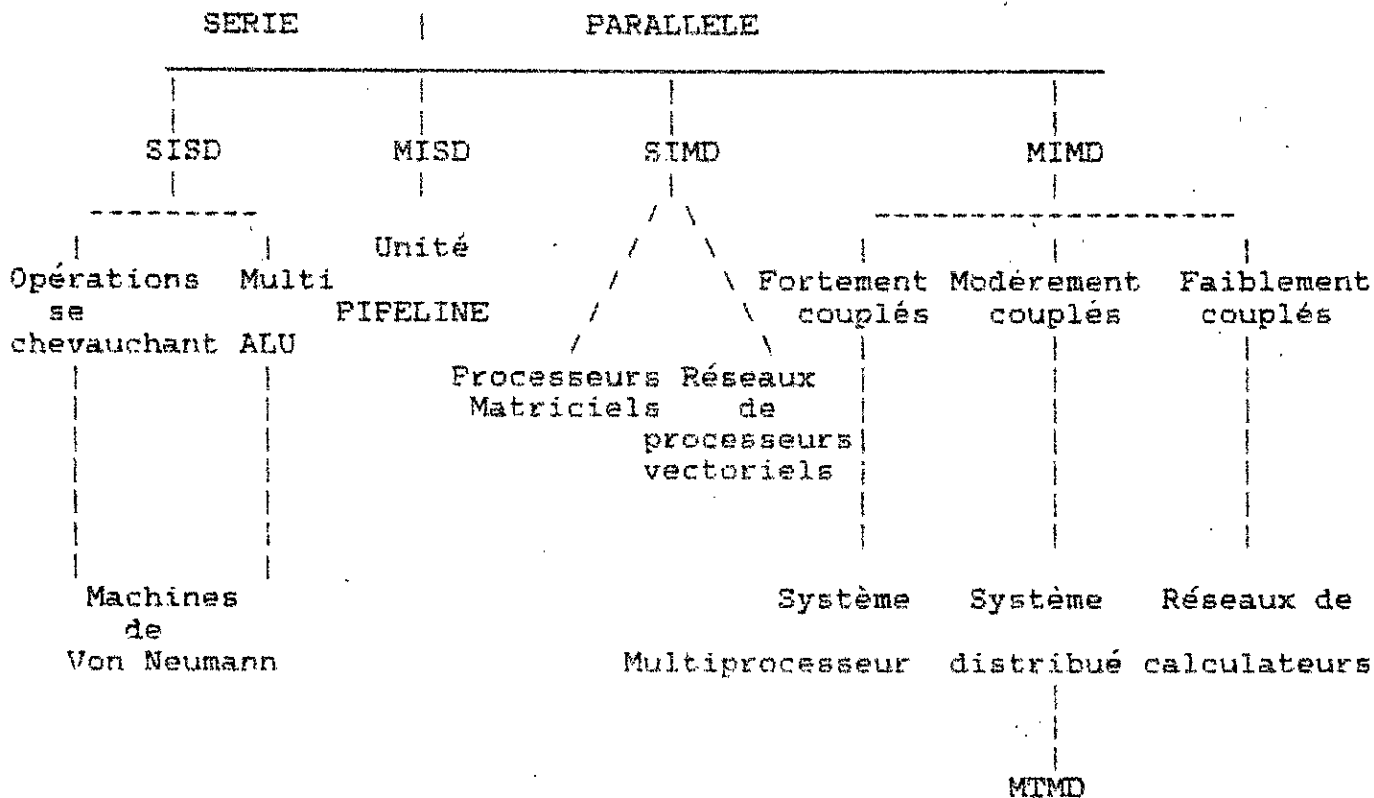 SERIE | PARALLELE
SISD MISD SIMD MIMD
Unité
Opérations Multi Fortement Modèrement Faiblement
se PIPELINE couplés couplés couplés
chevauchant ALU
Processeurs Réseaux
Matriciels de
processeurs
vectoriels
Machines Système Système Réseaux de
de
Von Neumann Multiprocesseur distribué calculateurs
MTMD